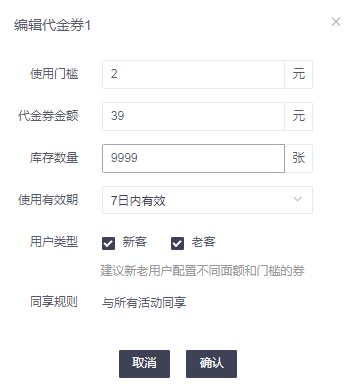 编辑代金券1
使用门槛 2 元
代金券金额 39 元
库存数量 9999 张
使用有效期 7日内有效
用户类型 新客 老客
建议新老用户配置不同面额和门槛的券
同享规则 与所有活动同享
取消 确认